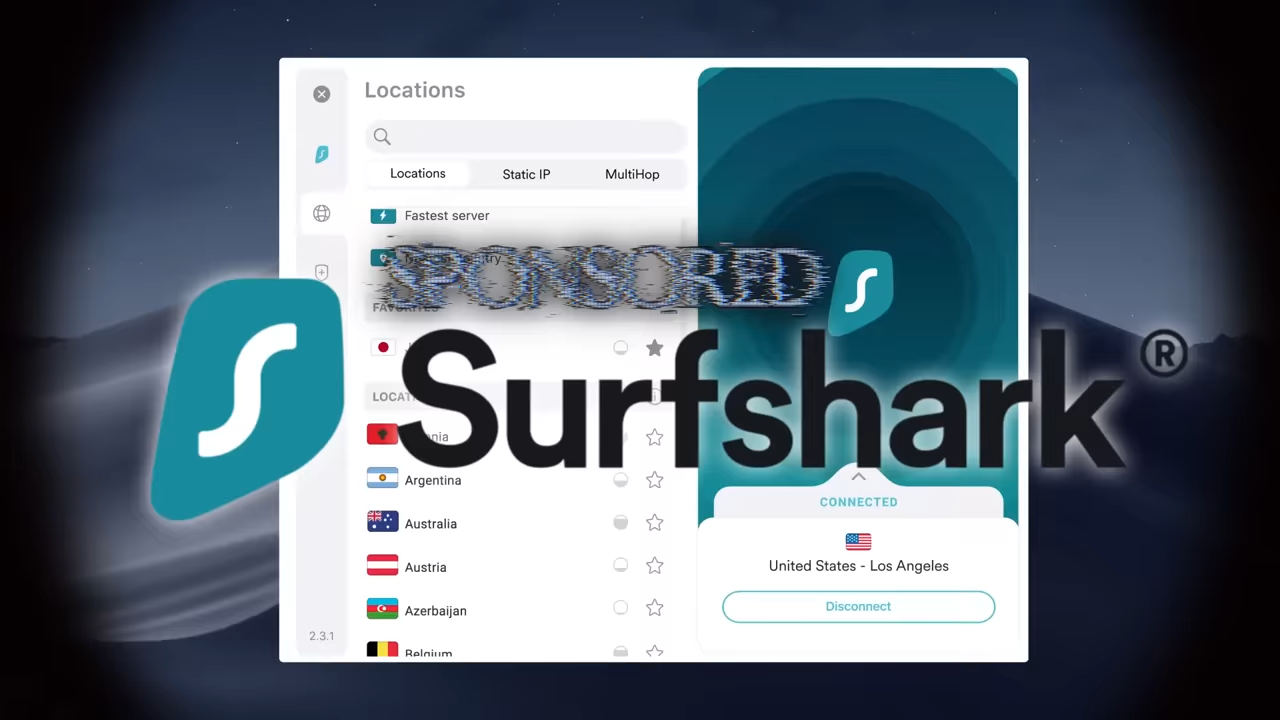 Locations
Locations Static IP MultiHop
Fastest server
SPONSORED
FAVORITES
Surfshark®
Argentina
Australia
Austria
Azerbaijan
Belgium
2.3.1
CONNECTED
United States - Los Angeles
Disconnect